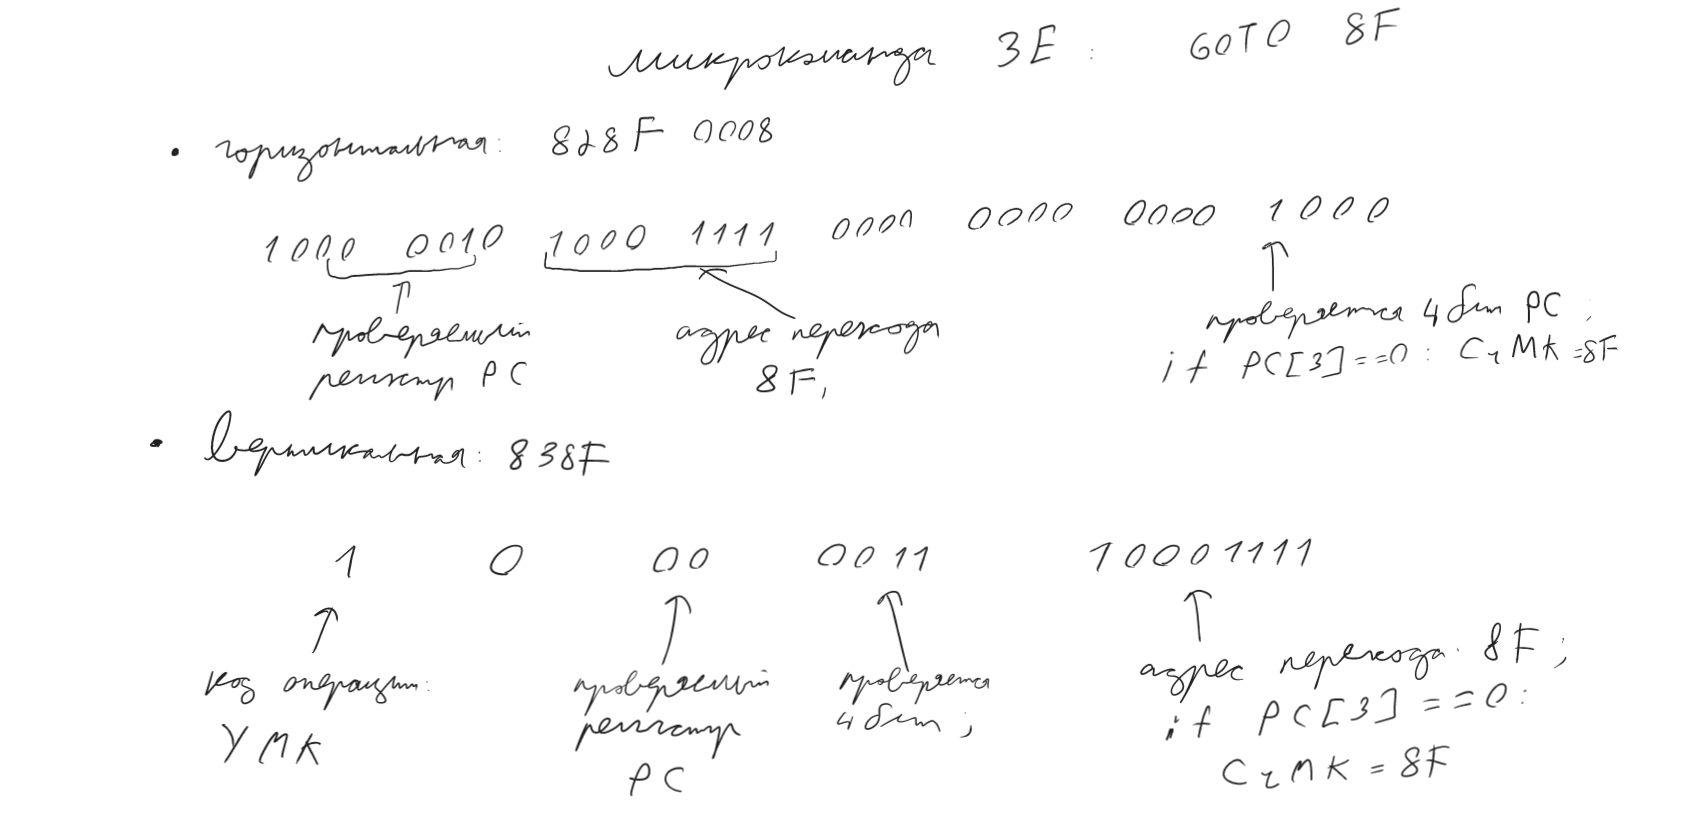 микрокоманда 3E : GOTO 8F
• горизонтальная: 828F 0008
1000 0010 1000 1111 0000 0000 0000 1000
проверяемый регистр PC
адрес перехода 8F,
проверяется 4 бит PC ;
if PC[3]==0 : СчМК =8F
• Вертикальная: 838F
1 0 00 0011 10001111
код операции:
УМК
проверяемый
регистр
PC
проверяется
4 бит ;
адрес перехода 8F ;
if PC[3] ==0:
СчМК = 8F